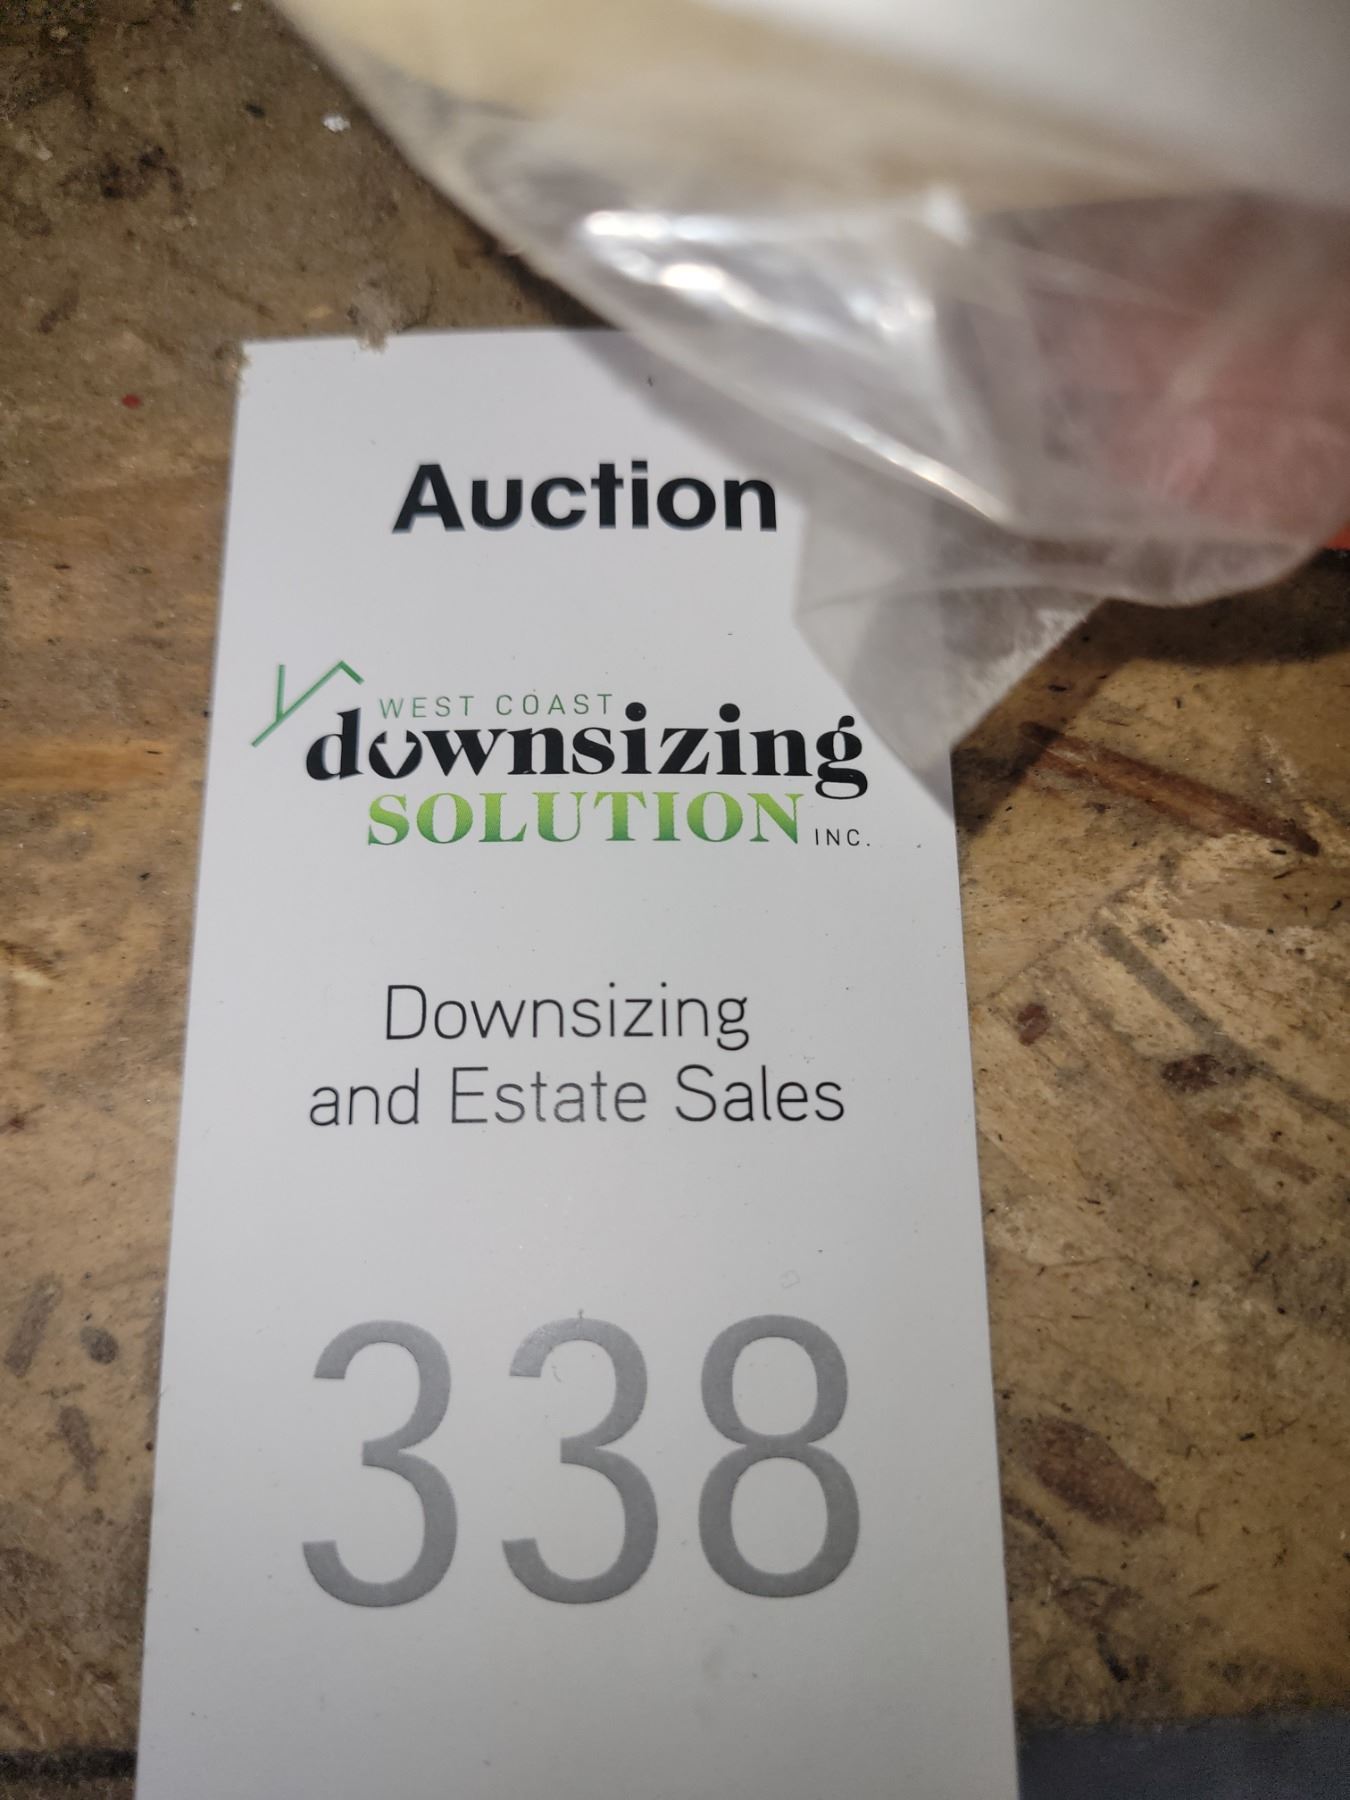 Auction
WEST COAST
downsizing
SOLUTION INC.
Downsizing
and Estate Sales
338